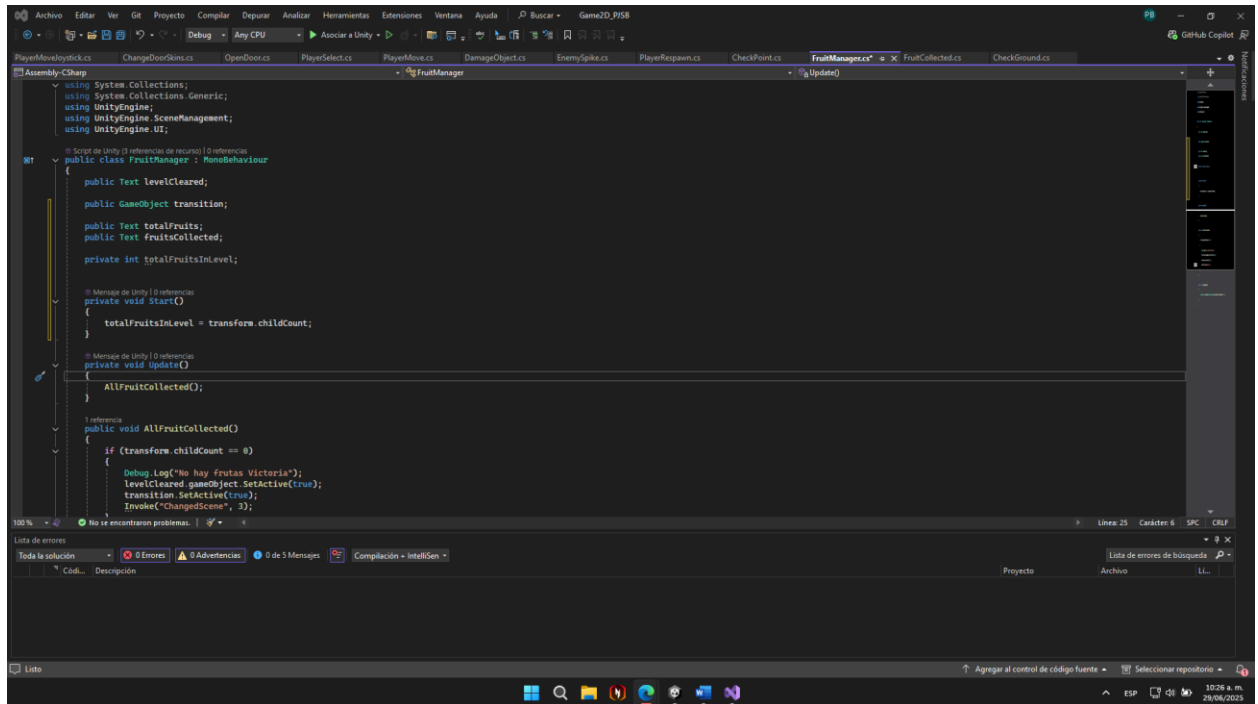 Archivo Editar Ver Git Proyecto Compilar Depurar Analizar Herramientas Extensiones Ventana Ayuda Buscar Game2D_PJSB PB
Debug Any CPU Asociar a Unity GitHub Copilot
PlayerMoveJoystick.cs ChangeDoorSkins.cs OpenDoor.cs PlayerSelect.cs PlayerMove.cs DamageObject.cs EnemySpike.cs PlayerRespawn.cs CheckPoint.cs FruitManager.cs* FruitCollected.cs CheckGround.cs
Notificaciones
Assembly-CSharp FruitManager Update()
using System.Collections;
using System.Collections.Generic;
using UnityEngine;
using UnityEngine.SceneManagement;
using UnityEngine.UI;
Script de Unity (3 referencias de recurso) | 0 referencias
public class FruitManager : MonoBehaviour
{
public Text levelCleared;
public GameObject transition;
public Text totalFruits;
public Text fruitsCollected;
private int totalFruitsInLevel;
Mensaje de Unity | 0 referencias
private void Start()
{
totalFruitsInLevel = transform.childCount;
}
Mensaje de Unity | 0 referencias
private void Update()
{
AllFruitCollected();
}
1 referencia
public void AllFruitCollected()
{
if (transform.childCount == 0)
{
Debug.Log("No hay frutas Victoria");
levelCleared.gameObject.SetActive(true);
transition.SetActive(true);
Invoke("ChangedScene", 3);
100 % No se encontraron problemas. Línea: 25 Carácter: 6 SPC CRLF
Lista de errores
Toda la solución 0 Errores 0 Advertencias 0 de 5 Mensajes Compilación + IntelliSen Lista de errores de búsqueda
Códi... Descripción Proyecto Archivo Lí...
Listo Agregar al control de código fuente Seleccionar repositorio
ESP 10:26 a. m.
29/06/2025